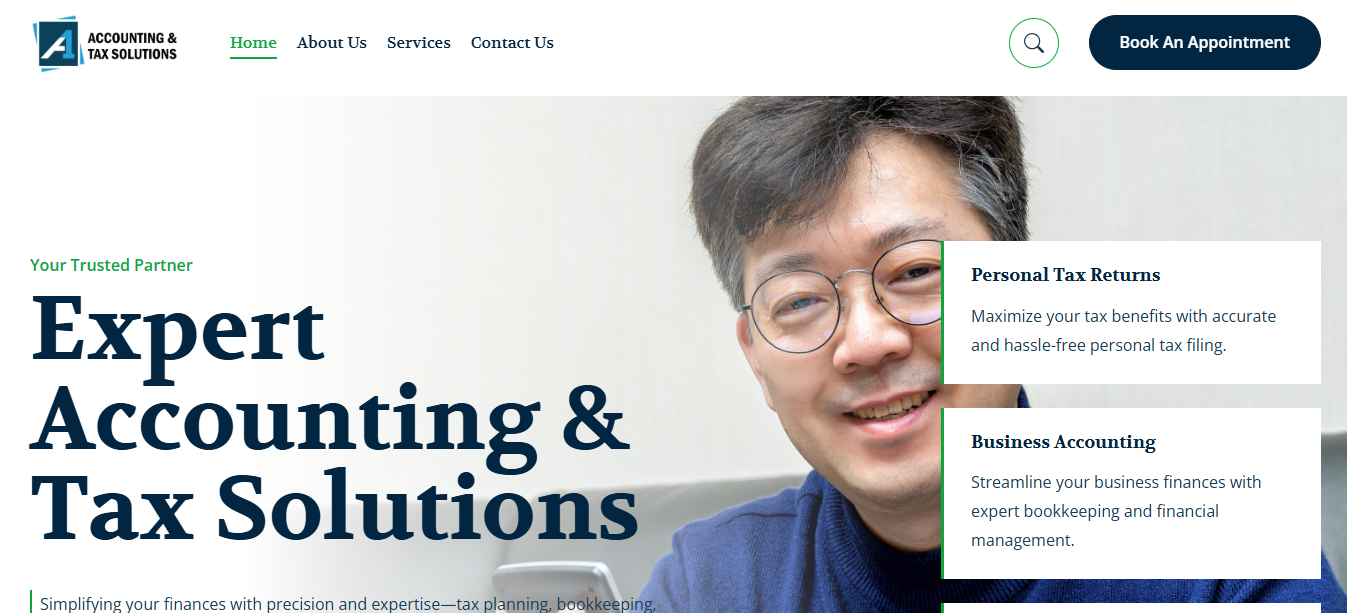 A1 ACCOUNTING &
TAX SOLUTIONS
Home About Us Services Contact Us
Book An Appointment
Your Trusted Partner
Expert
Accounting &
Tax Solutions
Simplifying your finances with precision and expertise—tax planning, bookkeeping,
Personal Tax Returns
Maximize your tax benefits with accurate
and hassle-free personal tax filing.
Business Accounting
Streamline your business finances with
expert bookkeeping and financial
management.